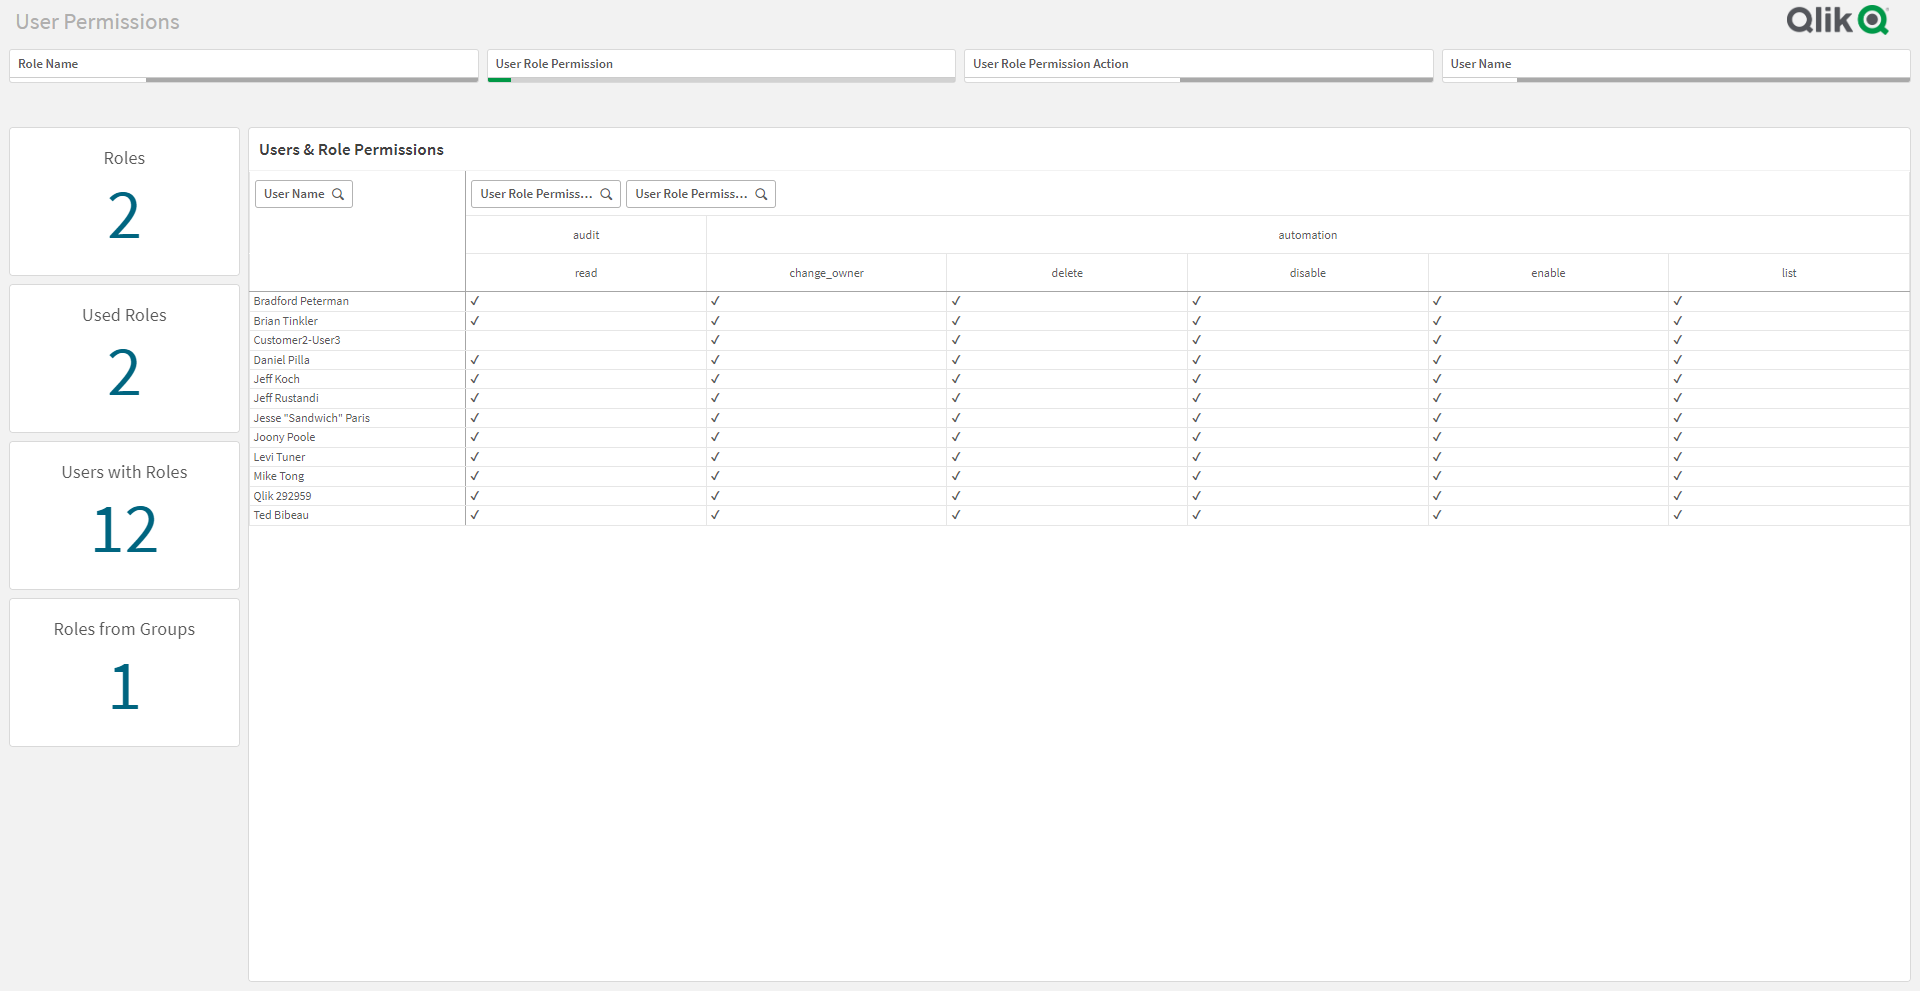 User Permissions
Qlik
Role Name
User Role Permission
User Role Permission Action
User Name
Roles
2
Used Roles
2
Users with Roles
12
Roles from Groups
1
Users & Role Permissions
User Name
User Role Permiss...
User Role Permiss...
audit
automation
read
change_owner
delete
disable
enable
list
Bradford Peterman ✓ ✓ ✓ ✓ ✓ ✓
Brian Tinkler ✓ ✓ ✓ ✓ ✓ ✓
Customer2-User3 ✓ ✓ ✓ ✓ ✓
Daniel Pilla ✓ ✓ ✓ ✓ ✓ ✓
Jeff Koch ✓ ✓ ✓ ✓ ✓ ✓
Jeff Rustandi ✓ ✓ ✓ ✓ ✓ ✓
Jesse "Sandwich" Paris ✓ ✓ ✓ ✓ ✓ ✓
Joony Poole ✓ ✓ ✓ ✓ ✓ ✓
Levi Tuner ✓ ✓ ✓ ✓ ✓ ✓
Mike Tong ✓ ✓ ✓ ✓ ✓ ✓
Qlik 292959 ✓ ✓ ✓ ✓ ✓ ✓
Ted Bibeau ✓ ✓ ✓ ✓ ✓ ✓